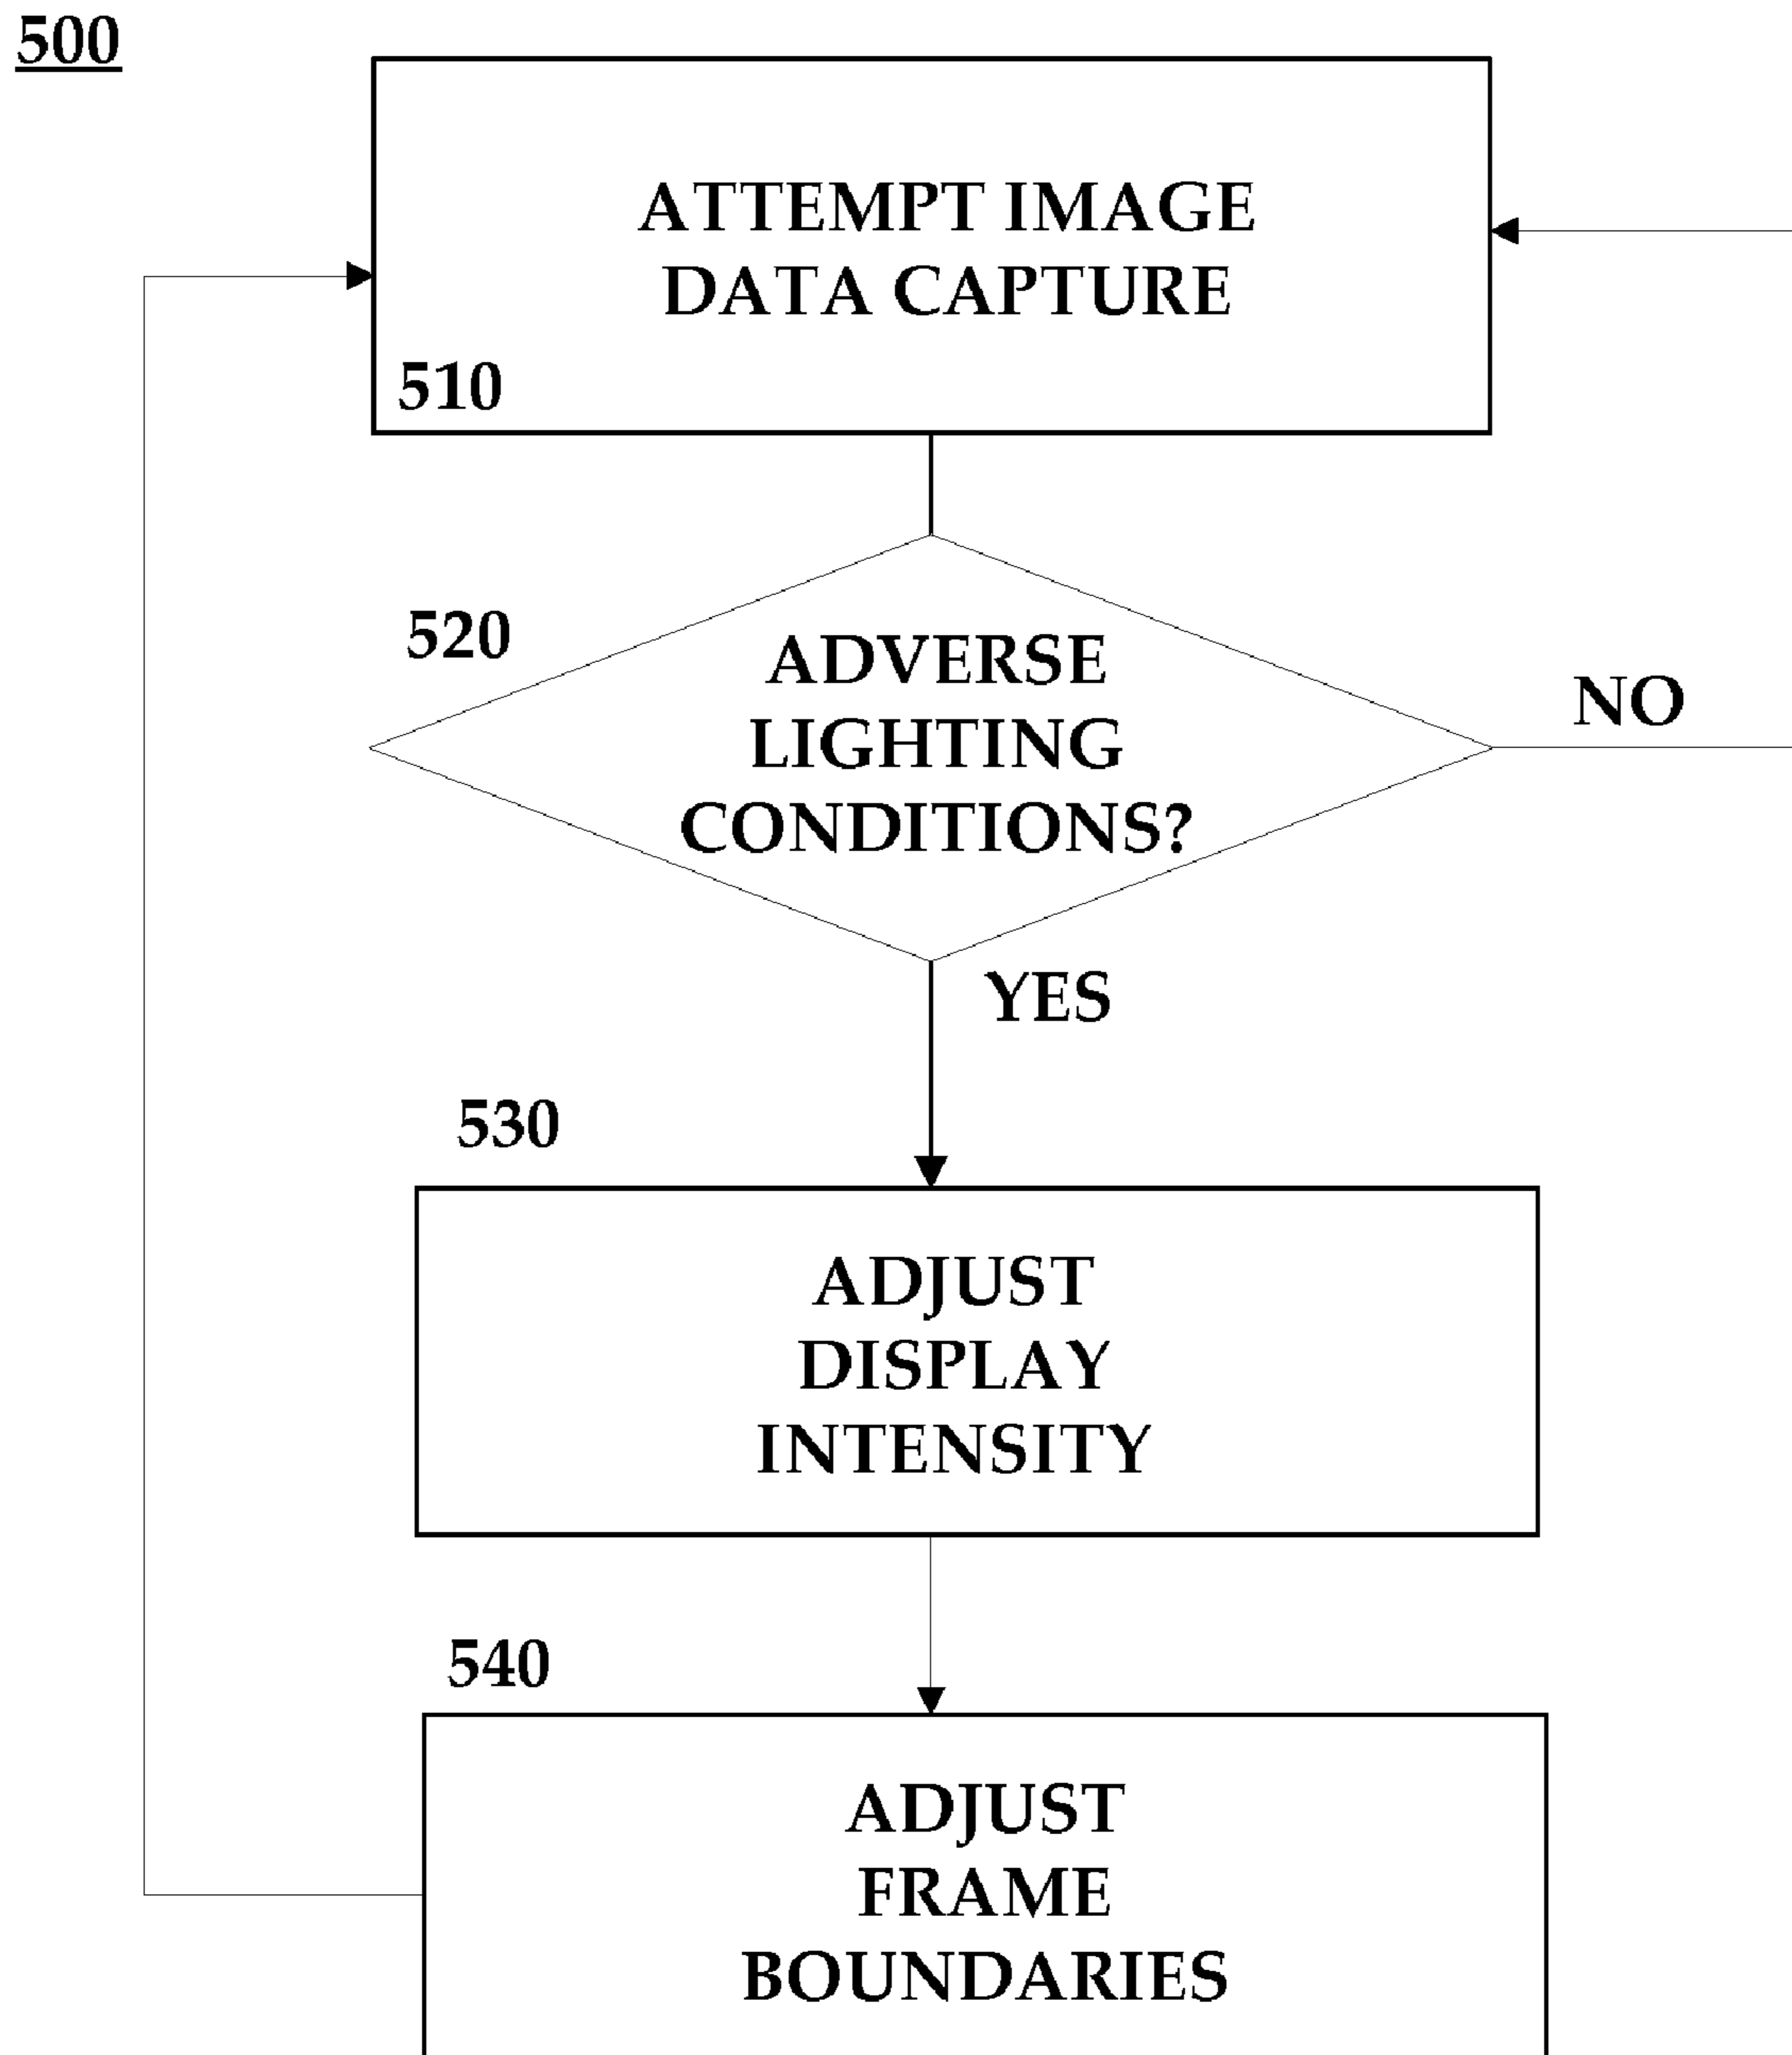 500
ATTEMPT IMAGE
DATA CAPTURE
510
520
ADVERSE
LIGHTING
CONDITIONS?
NO
YES
530
ADJUST
DISPLAY
INTENSITY
540
ADJUST
FRAME
BOUNDARIES